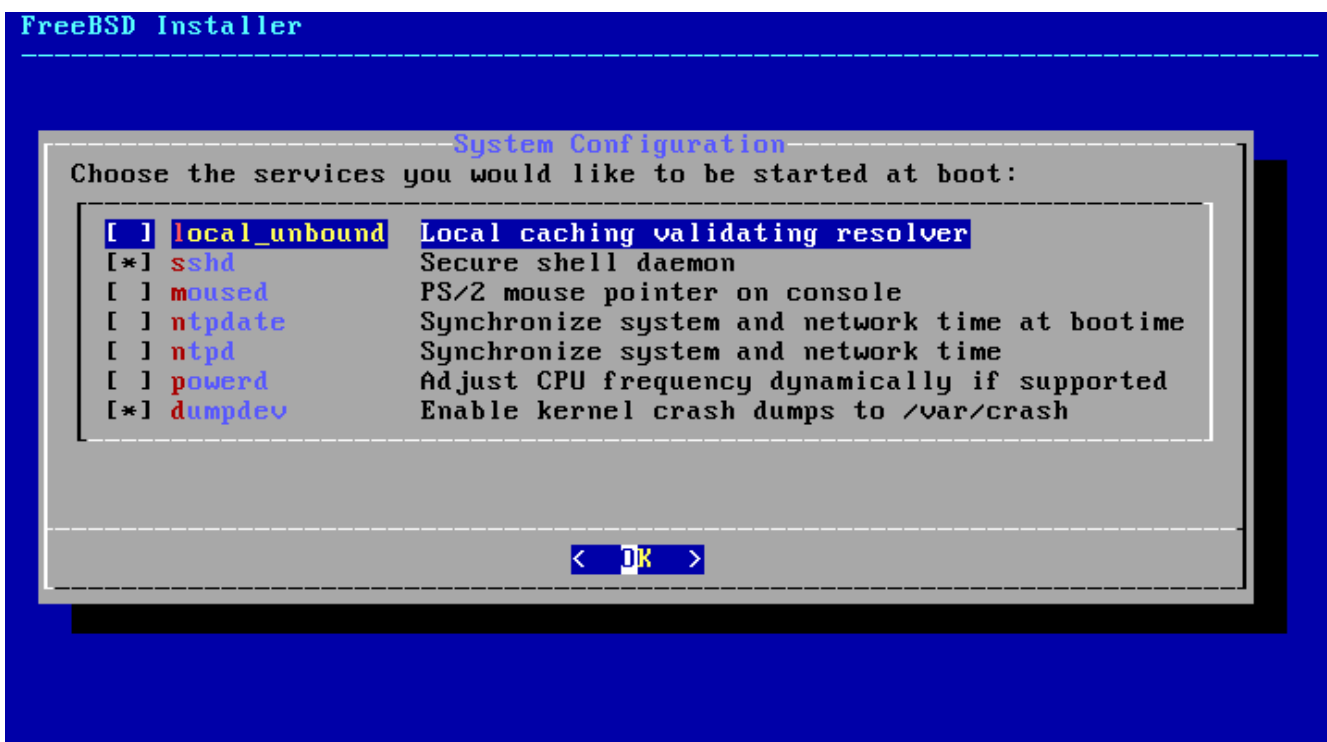 FreeBSD Installer
System Configuration
Choose the services you would like to be started at boot:
[ ] local_unbound Local caching validating resolver
[*] sshd Secure shell daemon
[ ] moused PS/2 mouse pointer on console
[ ] ntpdate Synchronize system and network time at bootime
[ ] ntpd Synchronize system and network time
[ ] powerd Adjust CPU frequency dynamically if supported
[*] dumpdev Enable kernel crash dumps to /var/crash
< OK >